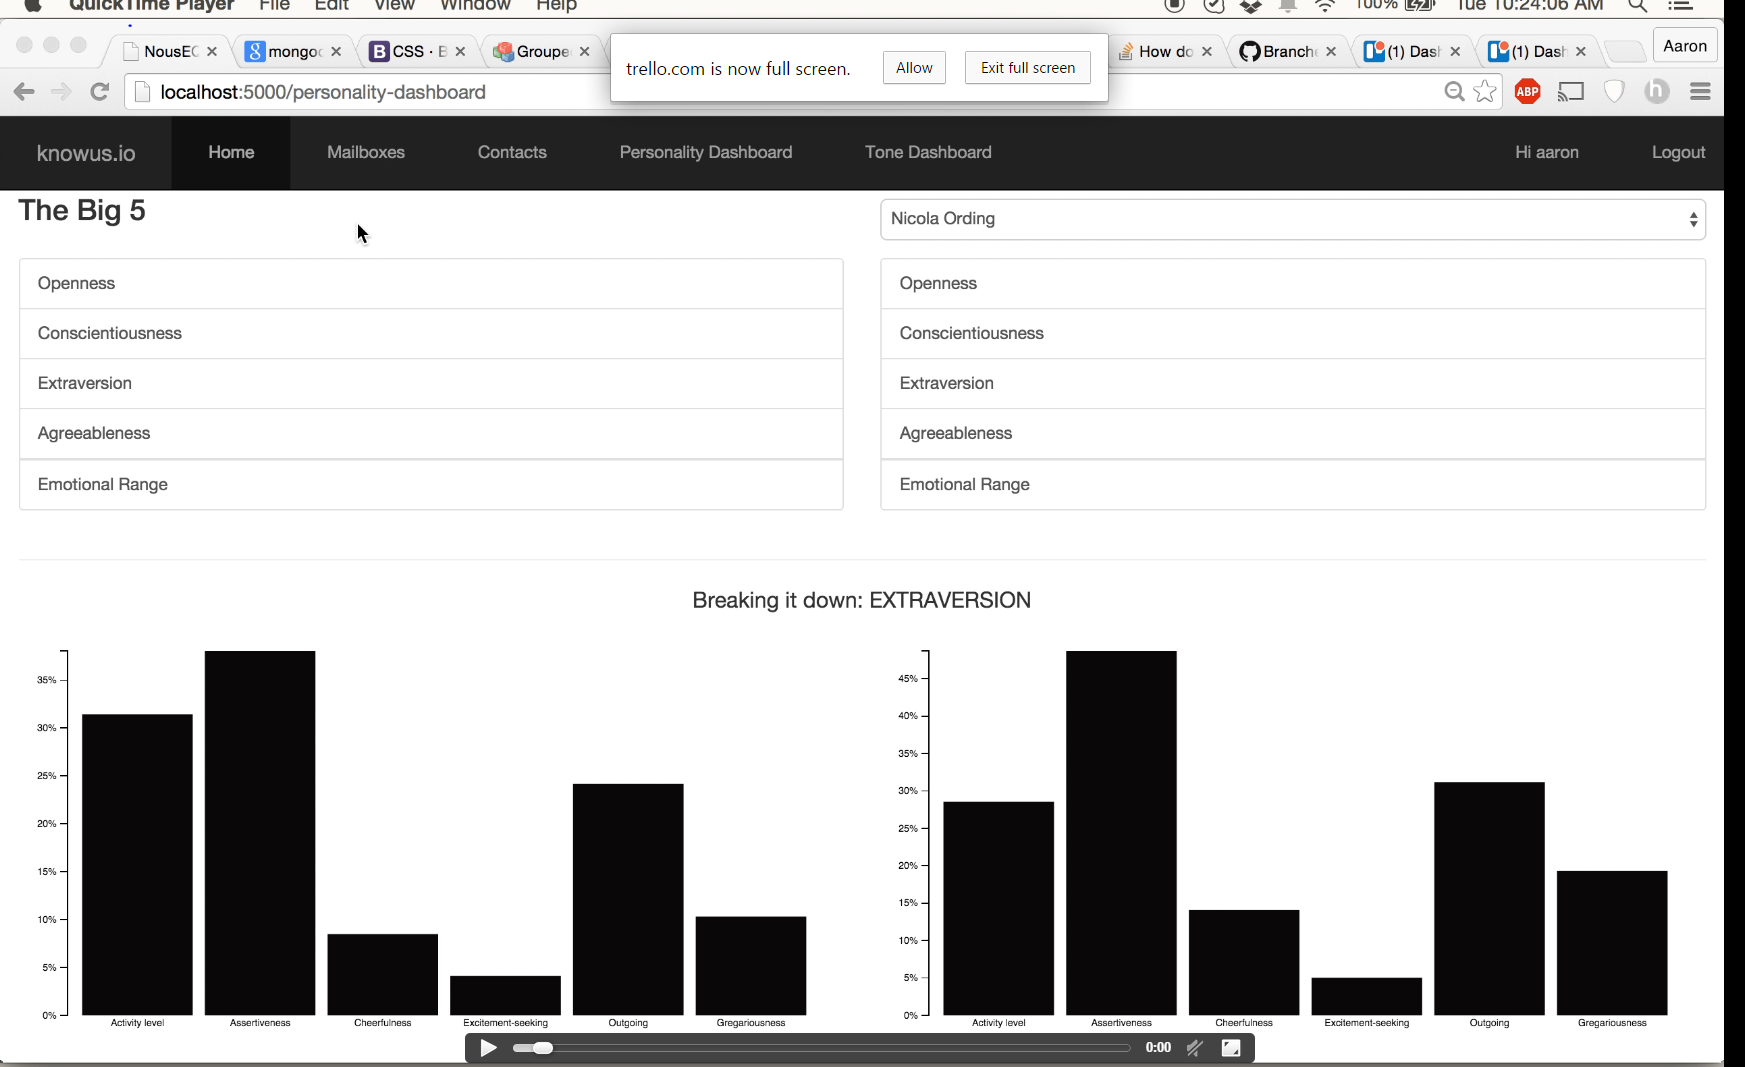 QuickTime Player File Edit View Window Help 100% Tue 10:24:06 AM
NousEC mongo CSS · B Groupe How do Branch (1) Dash (1) Dash Aaron
trello.com is now full screen. Allow Exit full screen
localhost:5000/personality-dashboard ABP h
knowus.io Home Mailboxes Contacts Personality Dashboard Tone Dashboard Hi aaron Logout
The Big 5
Nicola Ording
Openness
Conscientiousness
Extraversion
Agreeableness
Emotional Range
Openness
Conscientiousness
Extraversion
Agreeableness
Emotional Range
Breaking it down: EXTRAVERSION
35%
30%
25%
20%
15%
10%
5%
0%
Activity level Assertiveness Cheerfulness Excitement-seeking Outgoing Gregariousness
45%
40%
35%
30%
25%
20%
15%
10%
5%
0%
Activity level Assertiveness Cheerfulness Excitement-seeking Outgoing Gregariousness
0:00